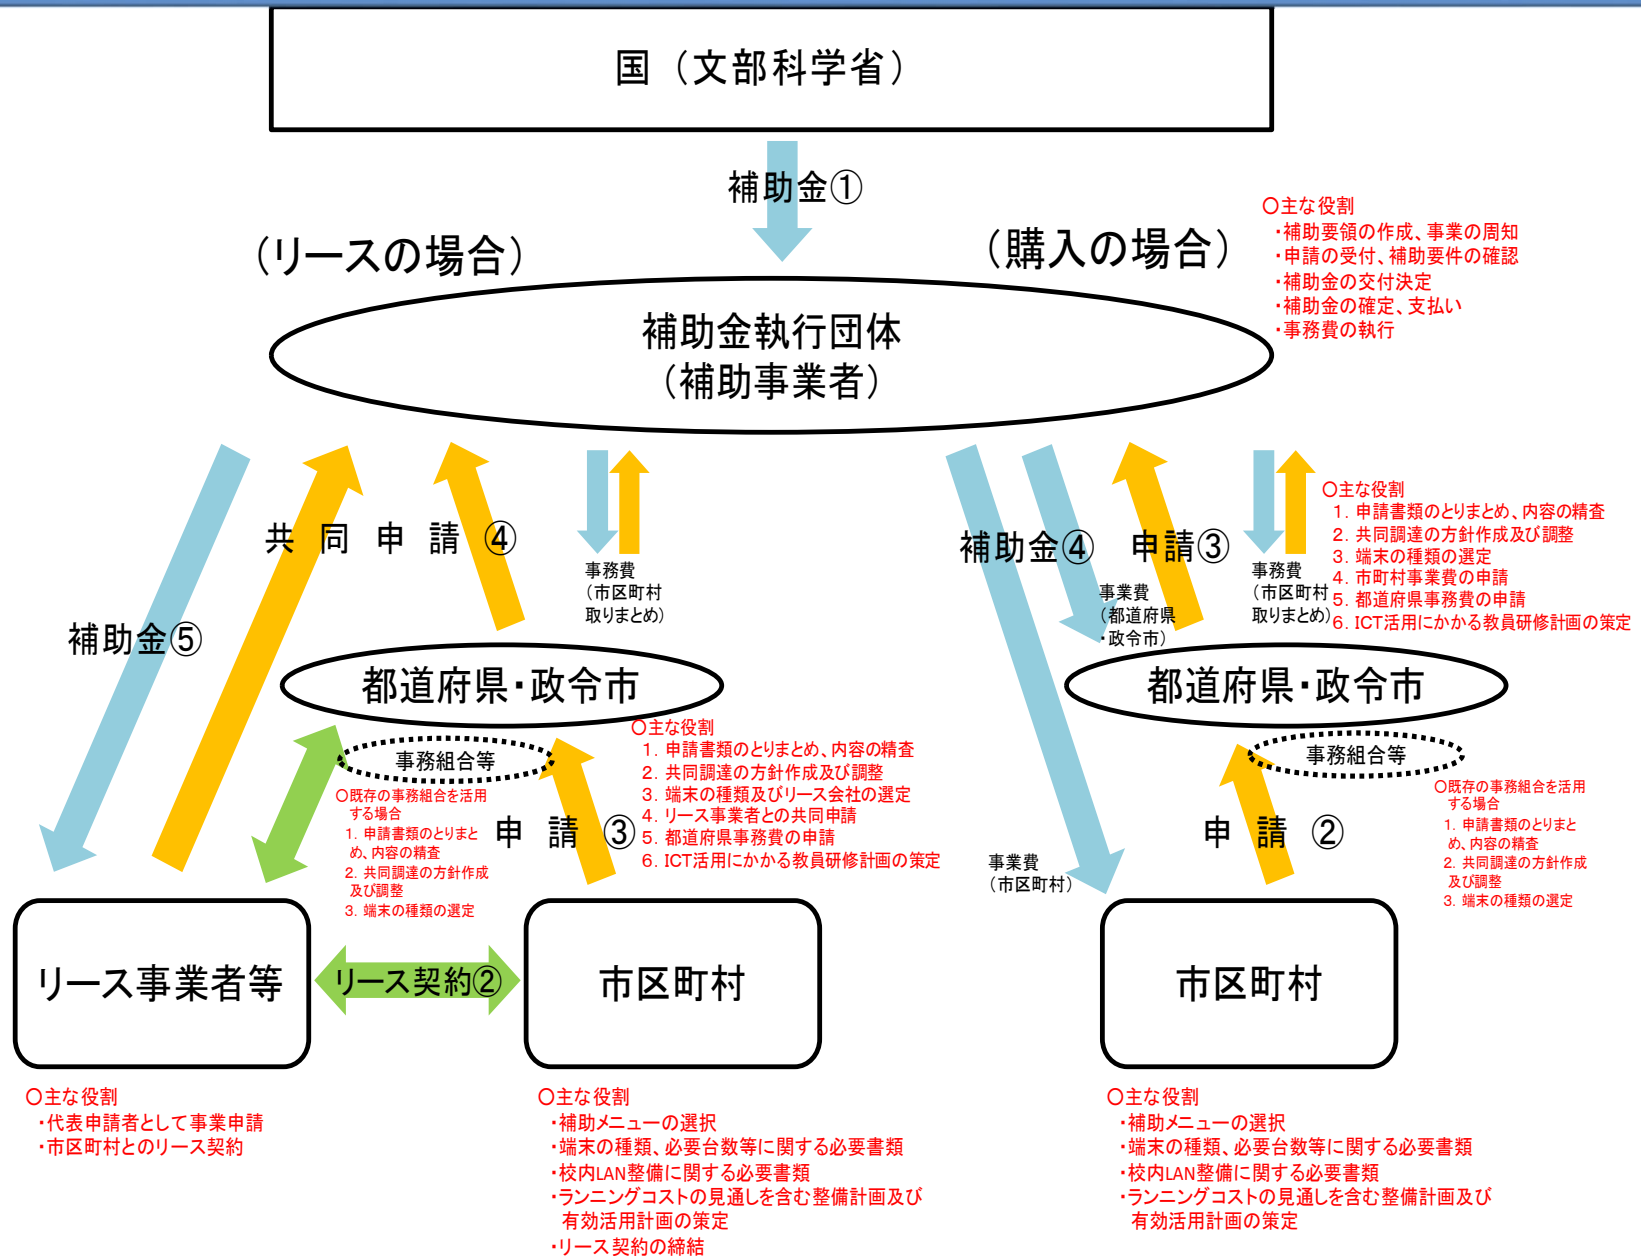 国（文部科学省）
補助金①
（リースの場合）
（購入の場合）
〇主な役割
・補助要領の作成、事業の周知
・申請の受付、補助要件の確認
・補助金の交付決定
・補助金の確定、支払い
・事務費の執行
補助金執行団体
（補助事業者）
共同申請④
補助金⑤
事務費
（市区町村
取りまとめ）
補助金④
申請③
事業費
（都道府県
・政令市）
事務費
（市区町村
取りまとめ）
〇主な役割
1. 申請書類のとりまとめ、内容の精査
2. 共同調達の方針作成及び調整
3. 端末の種類の選定
4. 市町村事業費の申請
5. 都道府県事務費の申請
6. ICT活用にかかる教員研修計画の策定
都道府県・政令市
事務組合等
〇既存の事務組合を活用
する場合
1. 申請書類のとりまと
め、内容の精査
2. 共同調達の方針作成
及び調整
3. 端末の種類の選定
申請③
〇主な役割
1. 申請書類のとりまとめ、内容の精査
2. 共同調達の方針作成及び調整
3. 端末の種類及びリース会社の選定
4. リース事業者との共同申請
5. 都道府県事務費の申請
6. ICT活用にかかる教員研修計画の策定
都道府県・政令市
事務組合等
〇既存の事務組合を活用
する場合
1. 申請書類のとりまと
め、内容の精査
2. 共同調達の方針作成
及び調整
3. 端末の種類の選定
申請②
事業費
（市区町村）
リース事業者等
リース契約②
市区町村
市区町村
〇主な役割
・代表申請者として事業申請
・市区町村とのリース契約
〇主な役割
・補助メニューの選択
・端末の種類、必要台数等に関する必要書類
・校内LAN整備に関する必要書類
・ランニングコストの見通しを含む整備計画及び
有効活用計画の策定
・リース契約の締結
〇主な役割
・補助メニューの選択
・端末の種類、必要台数等に関する必要書類
・校内LAN整備に関する必要書類
・ランニングコストの見通しを含む整備計画及び
有効活用計画の策定